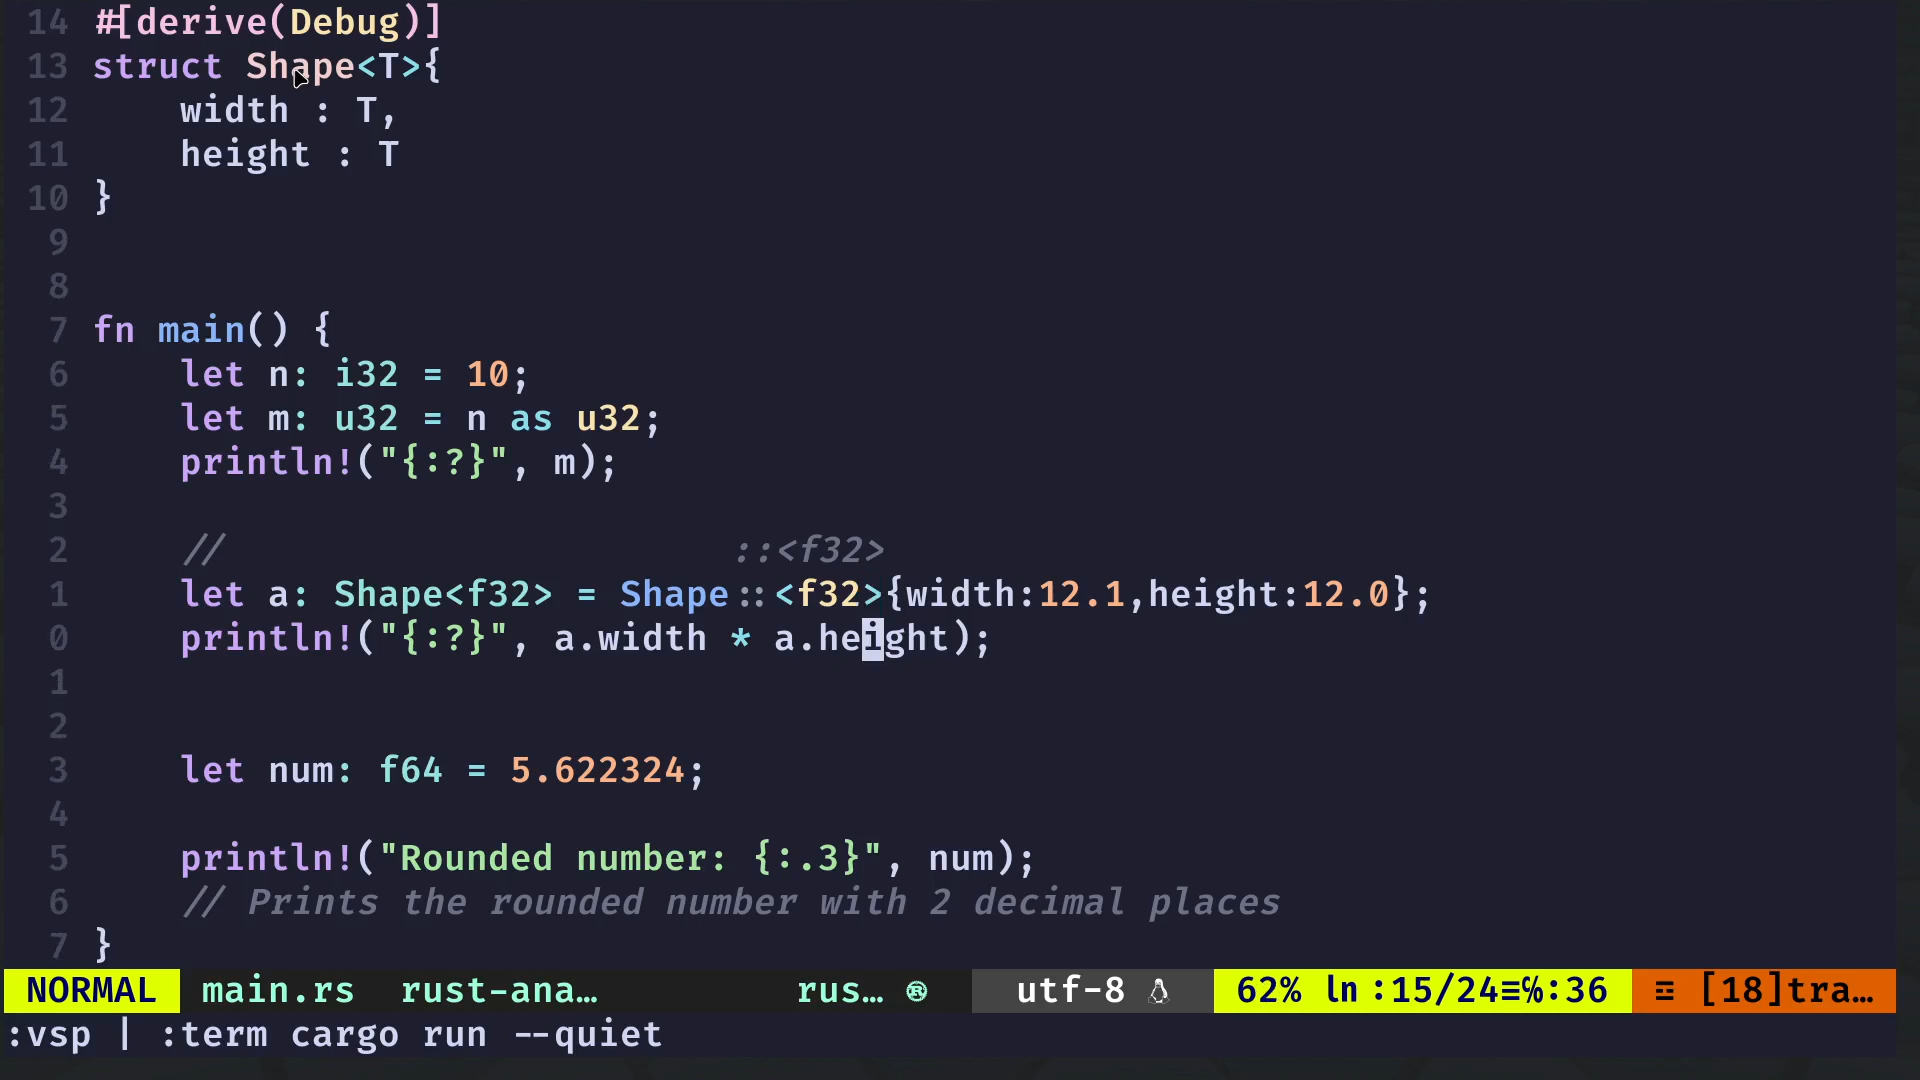 14 #[derive(Debug)]
13 struct Shape<T>{
12     width : T,
11     height : T
10 }
9
8
7 fn main() {
6     let n: i32 = 10;
5     let m: u32 = n as u32;
4     println!("{:?}", m);
3
2     //                       ::<f32>
1     let a: Shape<f32> = Shape::<f32>{width:12.1,height:12.0};
0     println!("{:?}", a.width * a.height);
1
2
3     let num: f64 = 5.622324;
4
5     println!("Rounded number: {:.3}", num);
6     // Prints the rounded number with 2 decimal places
7 }
NORMAL main.rs rust-ana… rus… ® utf-8 62% ln :15/24≡℅:36 ☲ [18]tra…
:vsp | :term cargo run --quiet